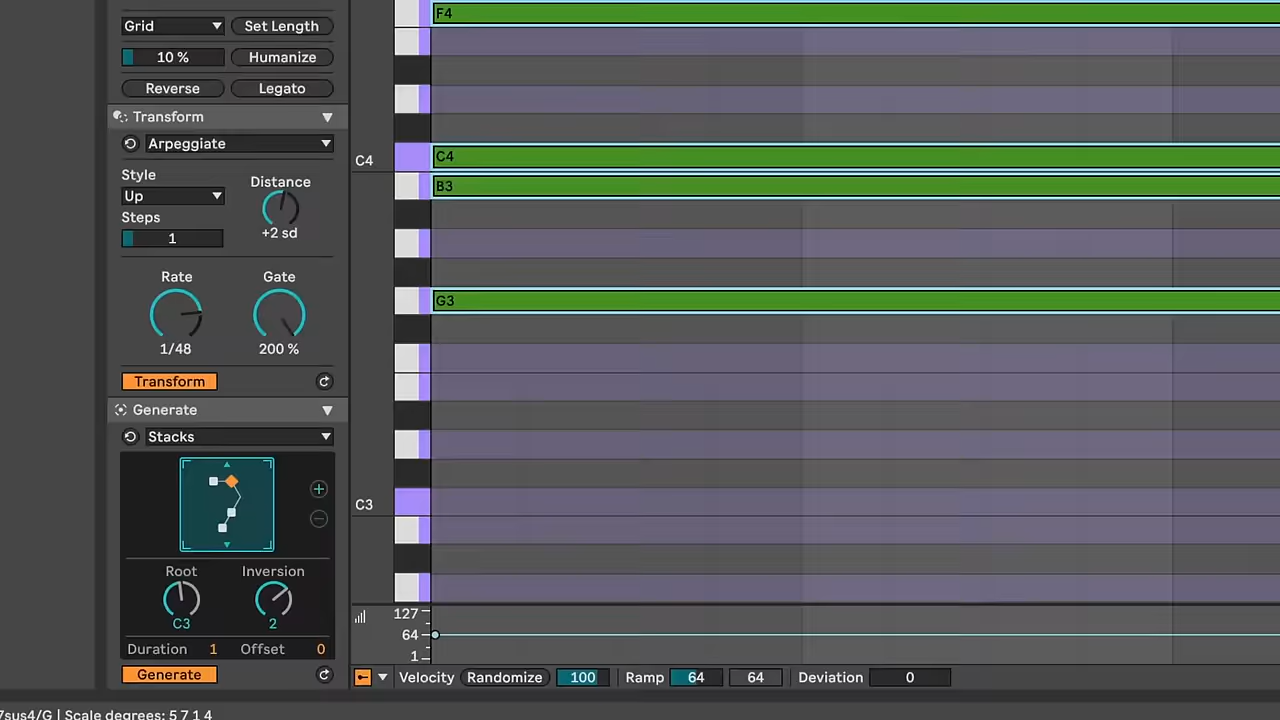 Grid Set Length
10 % Humanize
Reverse Legato
Transform
Arpeggiate
Style
Up
Distance
+2 sd
Steps
1
Rate Gate
1/48 200 %
Transform
Generate
Stacks
Root Inversion
C3 2
Duration 1 Offset 0
Generate
F4
C4 C4
B3
G3
C3
127
64
1
Velocity Randomize 100 Ramp 64 64 Deviation 0
7sus4/G | Scale degrees: 5 7 1 4